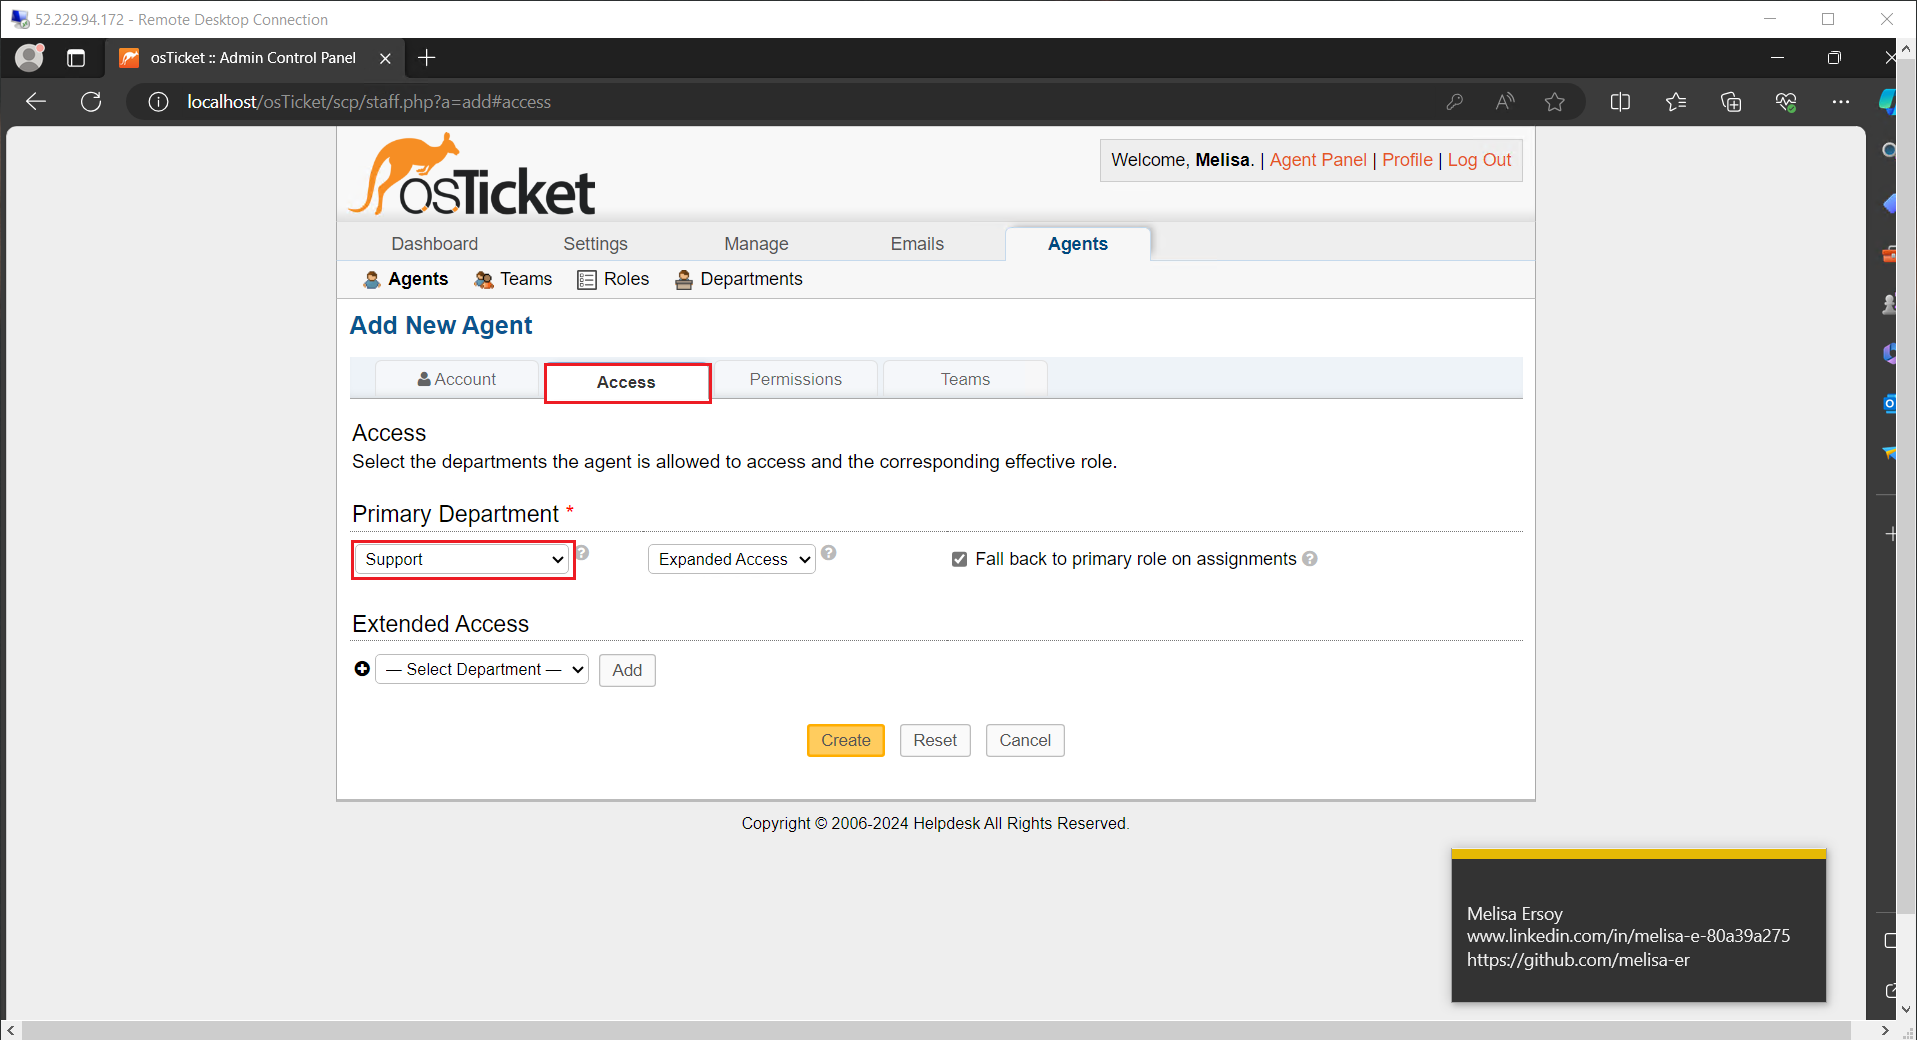 52.229.94.172 - Remote Desktop Connection
osTicket :: Admin Control Panel
localhost/osTicket/scp/staff.php?a=add#access
osTicket
Welcome, Melisa. | Agent Panel | Profile | Log Out
Dashboard Settings Manage Emails Agents
Agents Teams Roles Departments
Add New Agent
Account Access Permissions Teams
Access
Select the departments the agent is allowed to access and the corresponding effective role.
Primary Department *
Support Expanded Access Fall back to primary role on assignments
Extended Access
— Select Department — Add
Create Reset Cancel
Copyright © 2006-2024 Helpdesk All Rights Reserved.
Melisa Ersoy
www.linkedin.com/in/melisa-e-80a39a275
https://github.com/melisa-er